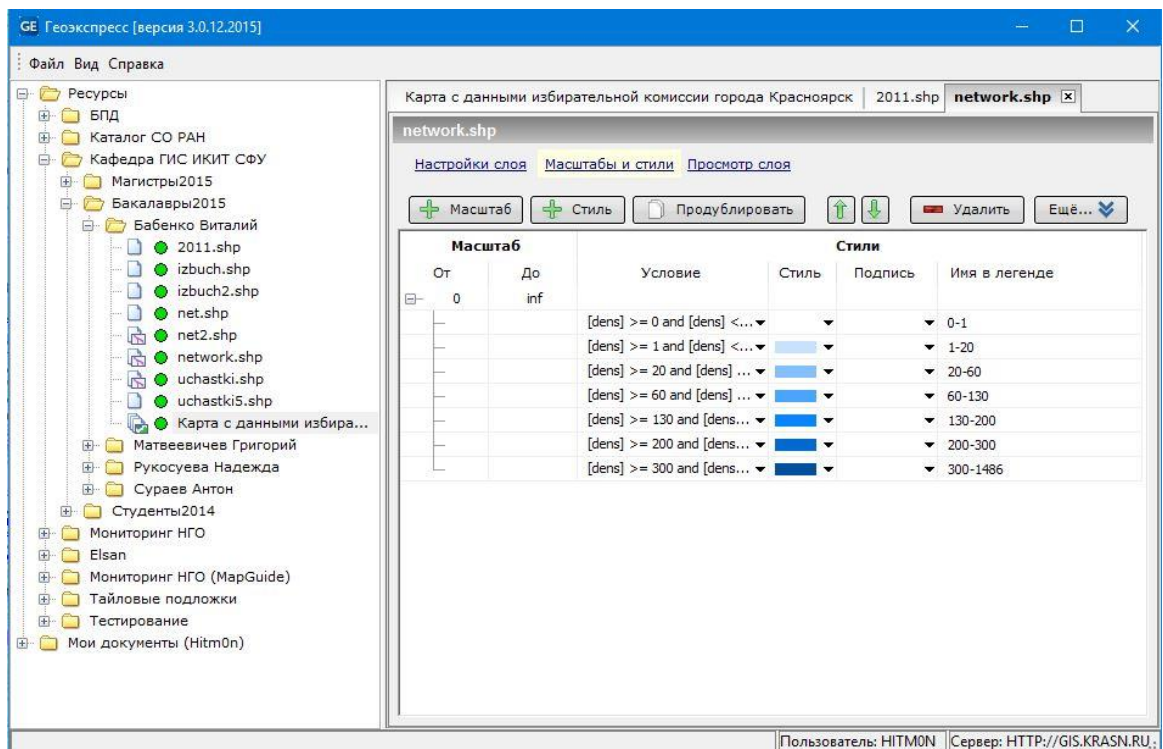 GE Геоэкспресс [версия 3.0.12.2015]
Файл Вид Справка
Ресурсы
БПД
Каталог СО РАН
Кафедра ГИС ИКИТ СФУ
Магистры2015
Бакалавры2015
Бабенко Виталий
2011.shp
izbuch.shp
izbuch2.shp
net.shp
net2.shp
network.shp
uchastki.shp
uchastki5.shp
Карта с данными избира...
Матвеевичев Григорий
Рукосуева Надежда
Сураев Антон
Студенты2014
Мониторинг НГО
Elsan
Мониторинг НГО (MapGuide)
Тайловые подложки
Тестирование
Мои документы (Hitm0n)
Карта с данными избирательной комиссии города Красноярск 2011.shp network.shp
network.shp
Настройки слоя Масштабы и стили Просмотр слоя
Масштаб Стиль Продублировать Удалить Ещё...
Масштаб Стили
От До Условие Стиль Подпись Имя в легенде
0 inf
[dens] >= 0 and [dens] <... 0-1
[dens] >= 1 and [dens] <... 1-20
[dens] >= 20 and [dens] ... 20-60
[dens] >= 60 and [dens] ... 60-130
[dens] >= 130 and [dens... 130-200
[dens] >= 200 and [dens... 200-300
[dens] >= 300 and [dens... 300-1486
Пользователь: HITM0N Сервер: HTTP://GIS.KRASN.RU